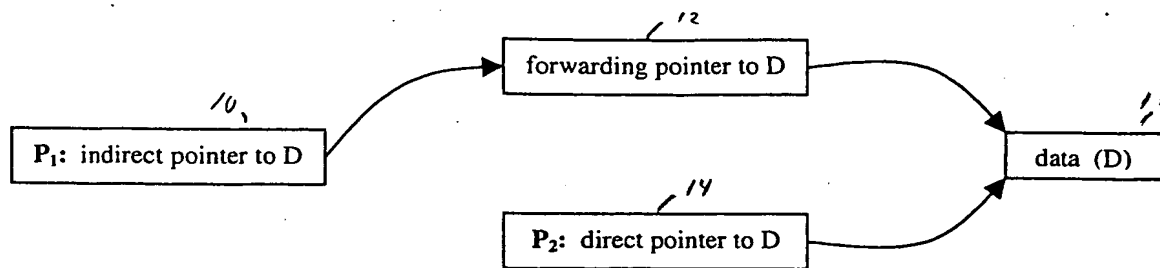 12
forwarding pointer to D
10
P₁: indirect pointer to D
data (D)
14
P₂: direct pointer to D